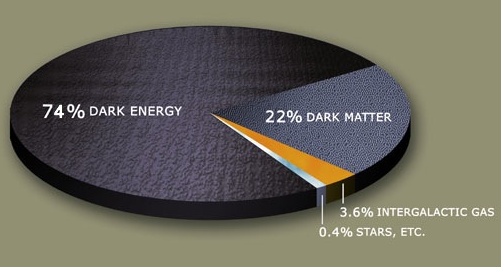 74% DARK ENERGY
22% DARK MATTER
3.6% INTERGALACTIC GAS
0.4% STARS, ETC.